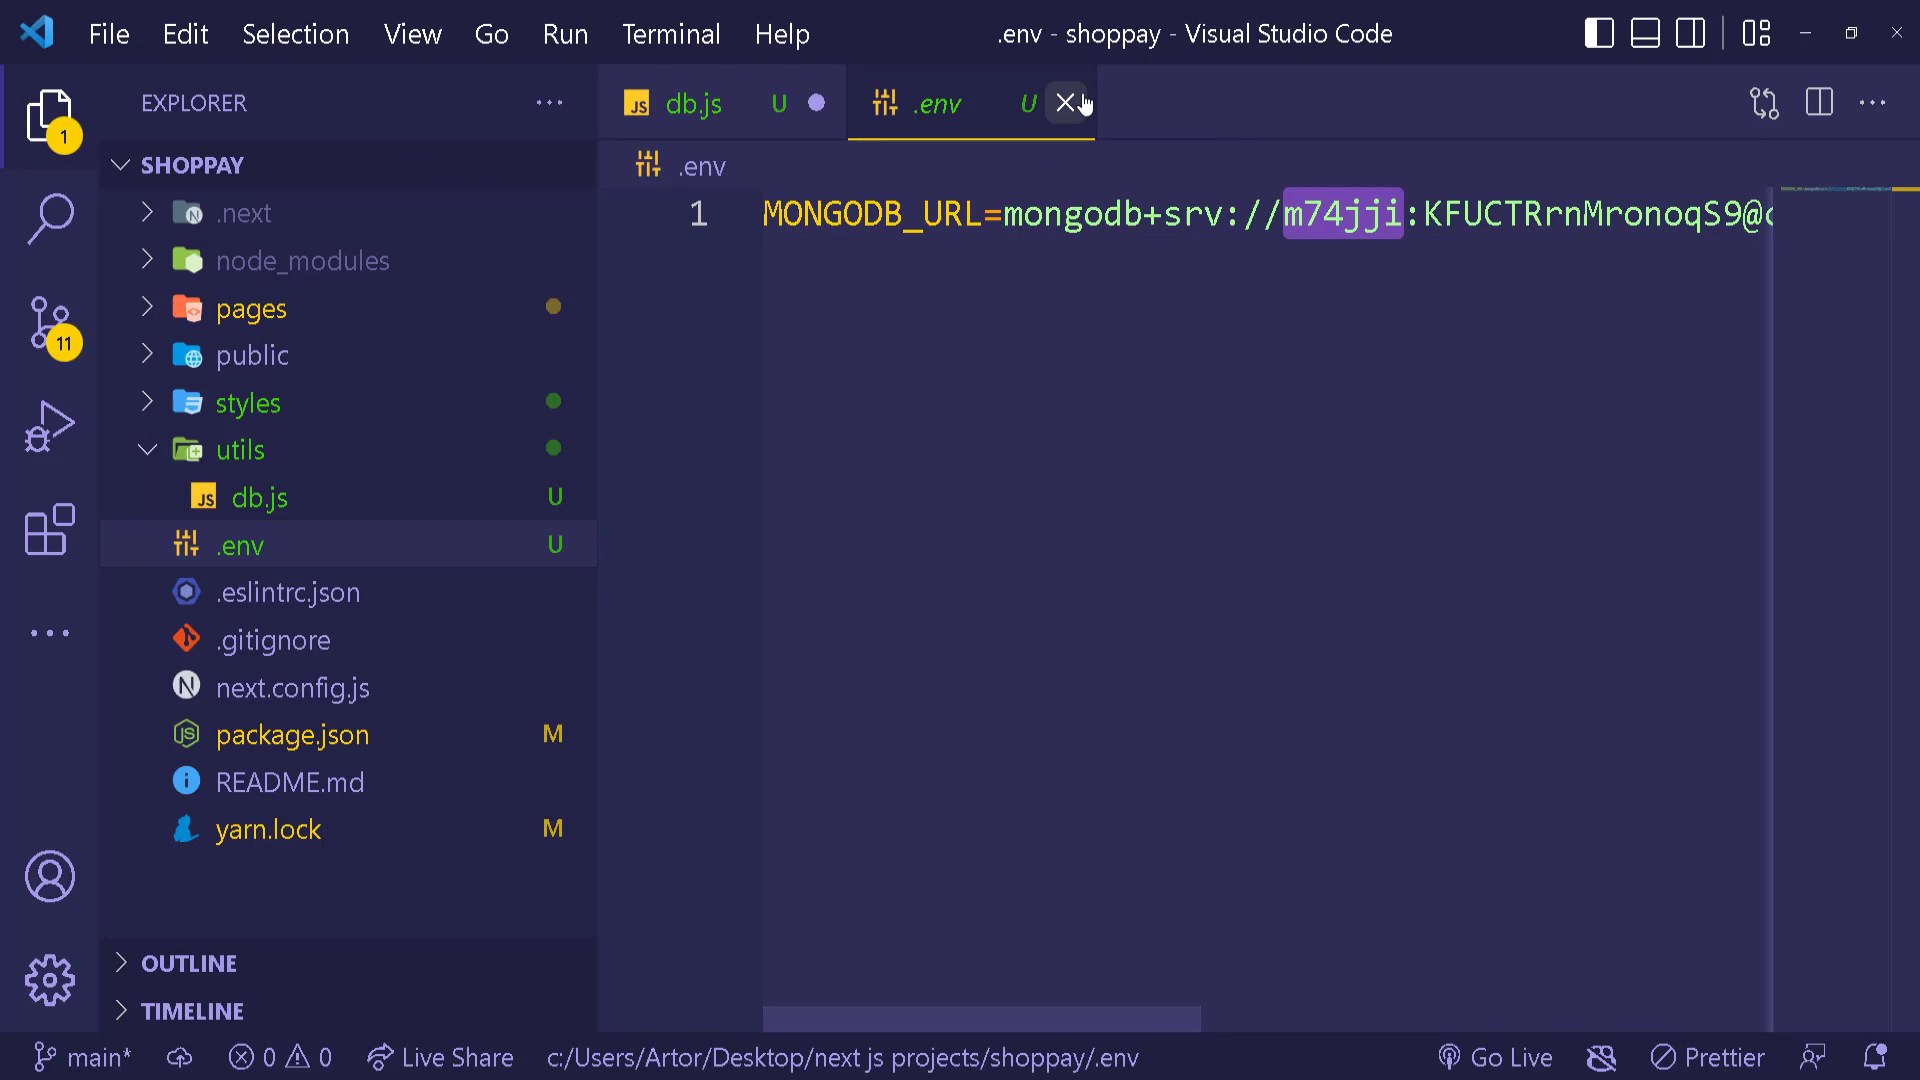 File Edit Selection View Go Run Terminal Help
.env - shoppay - Visual Studio Code
1
11
EXPLORER
SHOPPAY
.next
node_modules
pages
public
styles
utils
db.js U
.env U
.eslintrc.json
.gitignore
next.config.js
package.json M
README.md
yarn.lock M
OUTLINE
TIMELINE
db.js U
.env U
.env
1 MONGODB_URL=mongodb+srv://m74jji:KFUCTRrnMronoqS9@c
main* 0 0 Live Share c:/Users/Artor/Desktop/next js projects/shoppay/.env Go Live Prettier